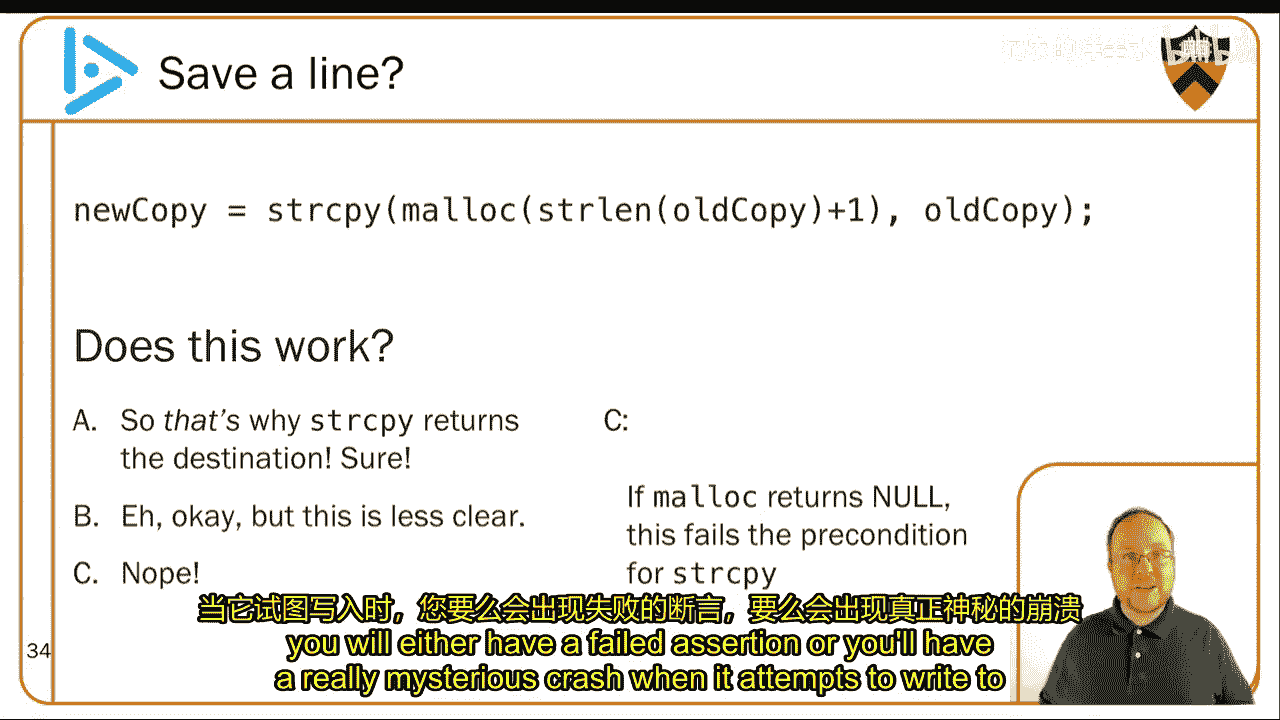 Save a line?
newCopy = strcpy(malloc(strlen(oldCopy)+1), oldCopy);
Does this work?
A. So that's why strcpy returns
the destination! Sure!
B. Eh, okay, but this is less clear.
C. Nope!
C:
If malloc returns NULL,
this fails the precondition
for strcpy
当它试图写入时，您要么会出现失败的断言，要么会出现真正神秘的崩溃
you will either have a failed assertion or you'll have
a really mysterious crash when it attempts to write to
34